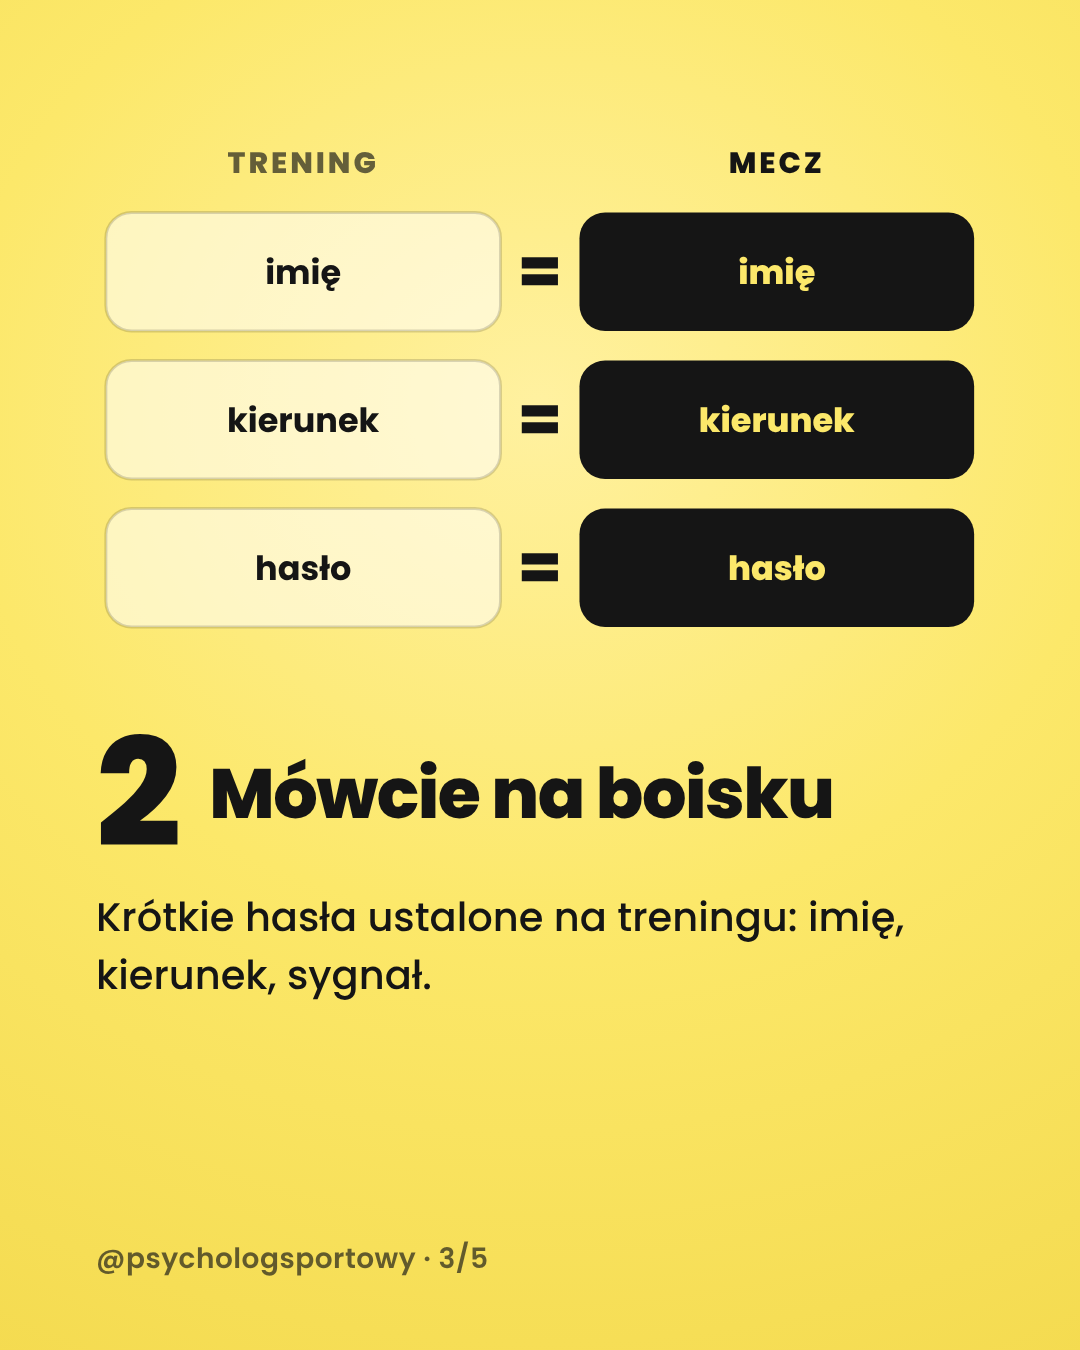 TRENING MECZ
imię = imię
kierunek = kierunek
hasło = hasło
2 Mówcie na boisku
Krótkie hasła ustalone na treningu: imię,
kierunek, sygnał.
@psychologsportowy · 3/5